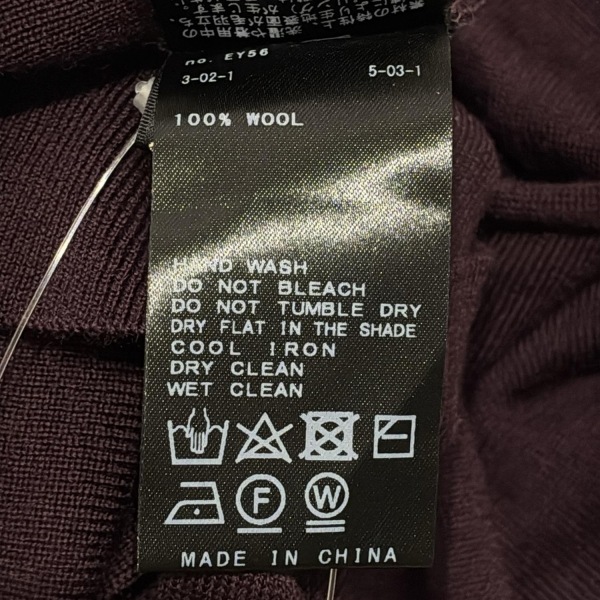 no. EY56
3-02-1 5-03-1
100% WOOL
HAND WASH
DO NOT BLEACH
DO NOT TUMBLE DRY
DRY FLAT IN THE SHADE
COOL IRON
DRY CLEAN
WET CLEAN
F W
MADE IN CHINA